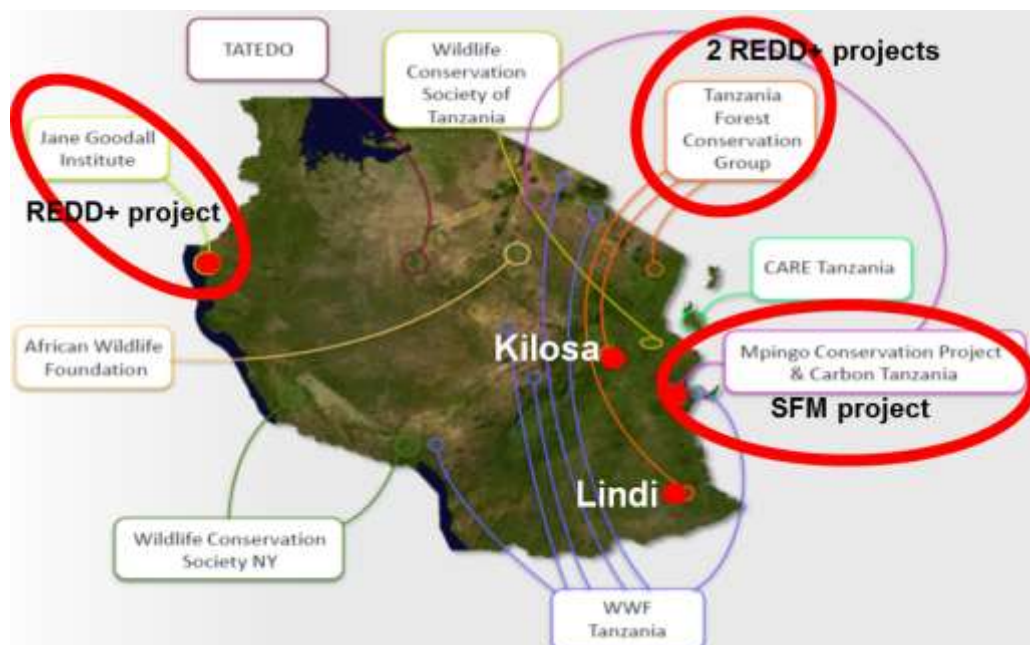 TATEDO
Wildlife
Conservation
Society of
Tanzania
2 REDD+ projects
Tanzania
Forest
Conservation
Group
Jane Goodall
Institute
REDD+ project
CARE Tanzania
African Wildlife
Foundation
Kilosa
Mpingo Conservation Project
& Carbon Tanzania
SFM project
Lindi
Wildlife Conservation
Society NY
WWF
Tanzania